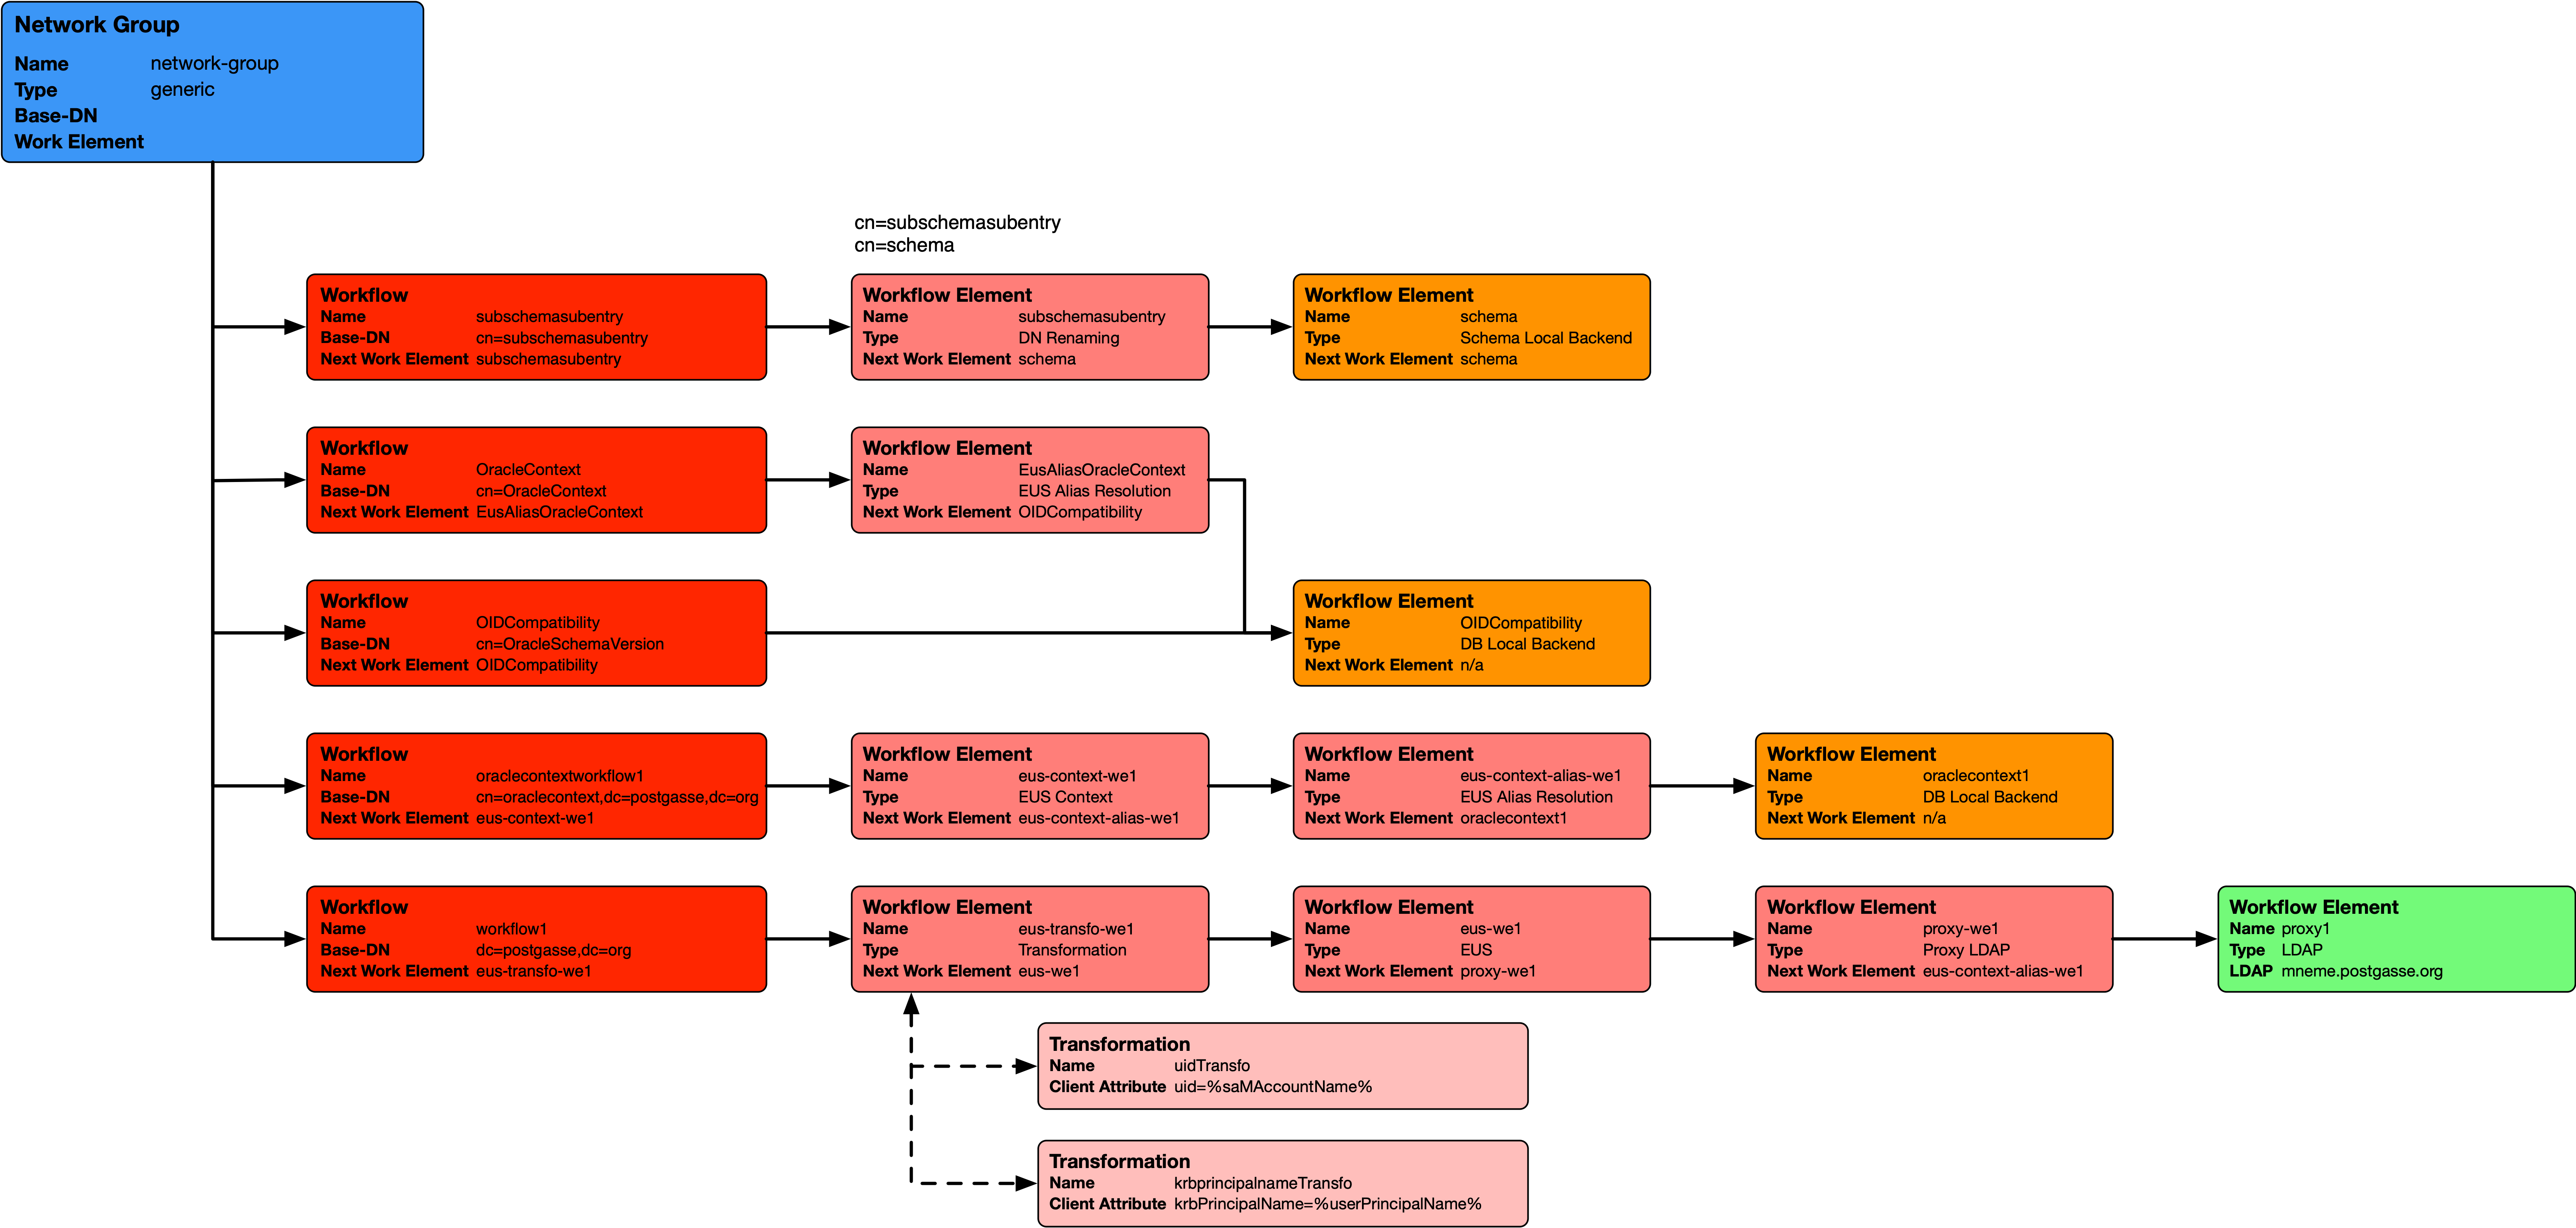 Network Group
Name network-group
Type generic
Base-DN
Work Element
cn=subschemasubentry
cn=schema
Workflow
Name subschemasubentry
Base-DN cn=subschemasubentry
Next Work Element subschemasubentry
Workflow Element
Name subschemasubentry
Type DN Renaming
Next Work Element schema
Workflow Element
Name schema
Type Schema Local Backend
Next Work Element schema
Workflow
Name OracleContext
Base-DN cn=OracleContext
Next Work Element EusAliasOracleContext
Workflow Element
Name EusAliasOracleContext
Type EUS Alias Resolution
Next Work Element OIDCompatibility
Workflow
Name OIDCompatibility
Base-DN cn=OracleSchemaVersion
Next Work Element OIDCompatibility
Workflow Element
Name OIDCompatibility
Type DB Local Backend
Next Work Element n/a
Workflow
Name oraclecontextworkflow1
Base-DN cn=oraclecontext,dc=postgasse,dc=org
Next Work Element eus-context-we1
Workflow Element
Name eus-context-we1
Type EUS Context
Next Work Element eus-context-alias-we1
Workflow Element
Name eus-context-alias-we1
Type EUS Alias Resolution
Next Work Element oraclecontext1
Workflow Element
Name oraclecontext1
Type DB Local Backend
Next Work Element n/a
Workflow
Name workflow1
Base-DN dc=postgasse,dc=org
Next Work Element eus-transfo-we1
Workflow Element
Name eus-transfo-we1
Type Transformation
Next Work Element eus-we1
Workflow Element
Name eus-we1
Type EUS
Next Work Element proxy-we1
Workflow Element
Name proxy-we1
Type Proxy LDAP
Next Work Element eus-context-alias-we1
Workflow Element
Name proxy1
Type LDAP
LDAP mneme.postgasse.org
Transformation
Name uidTransfo
Client Attribute uid=%saMAccountName%
Transformation
Name krbprincipalnameTransfo
Client Attribute krbPrincipalName=%userPrincipalName%